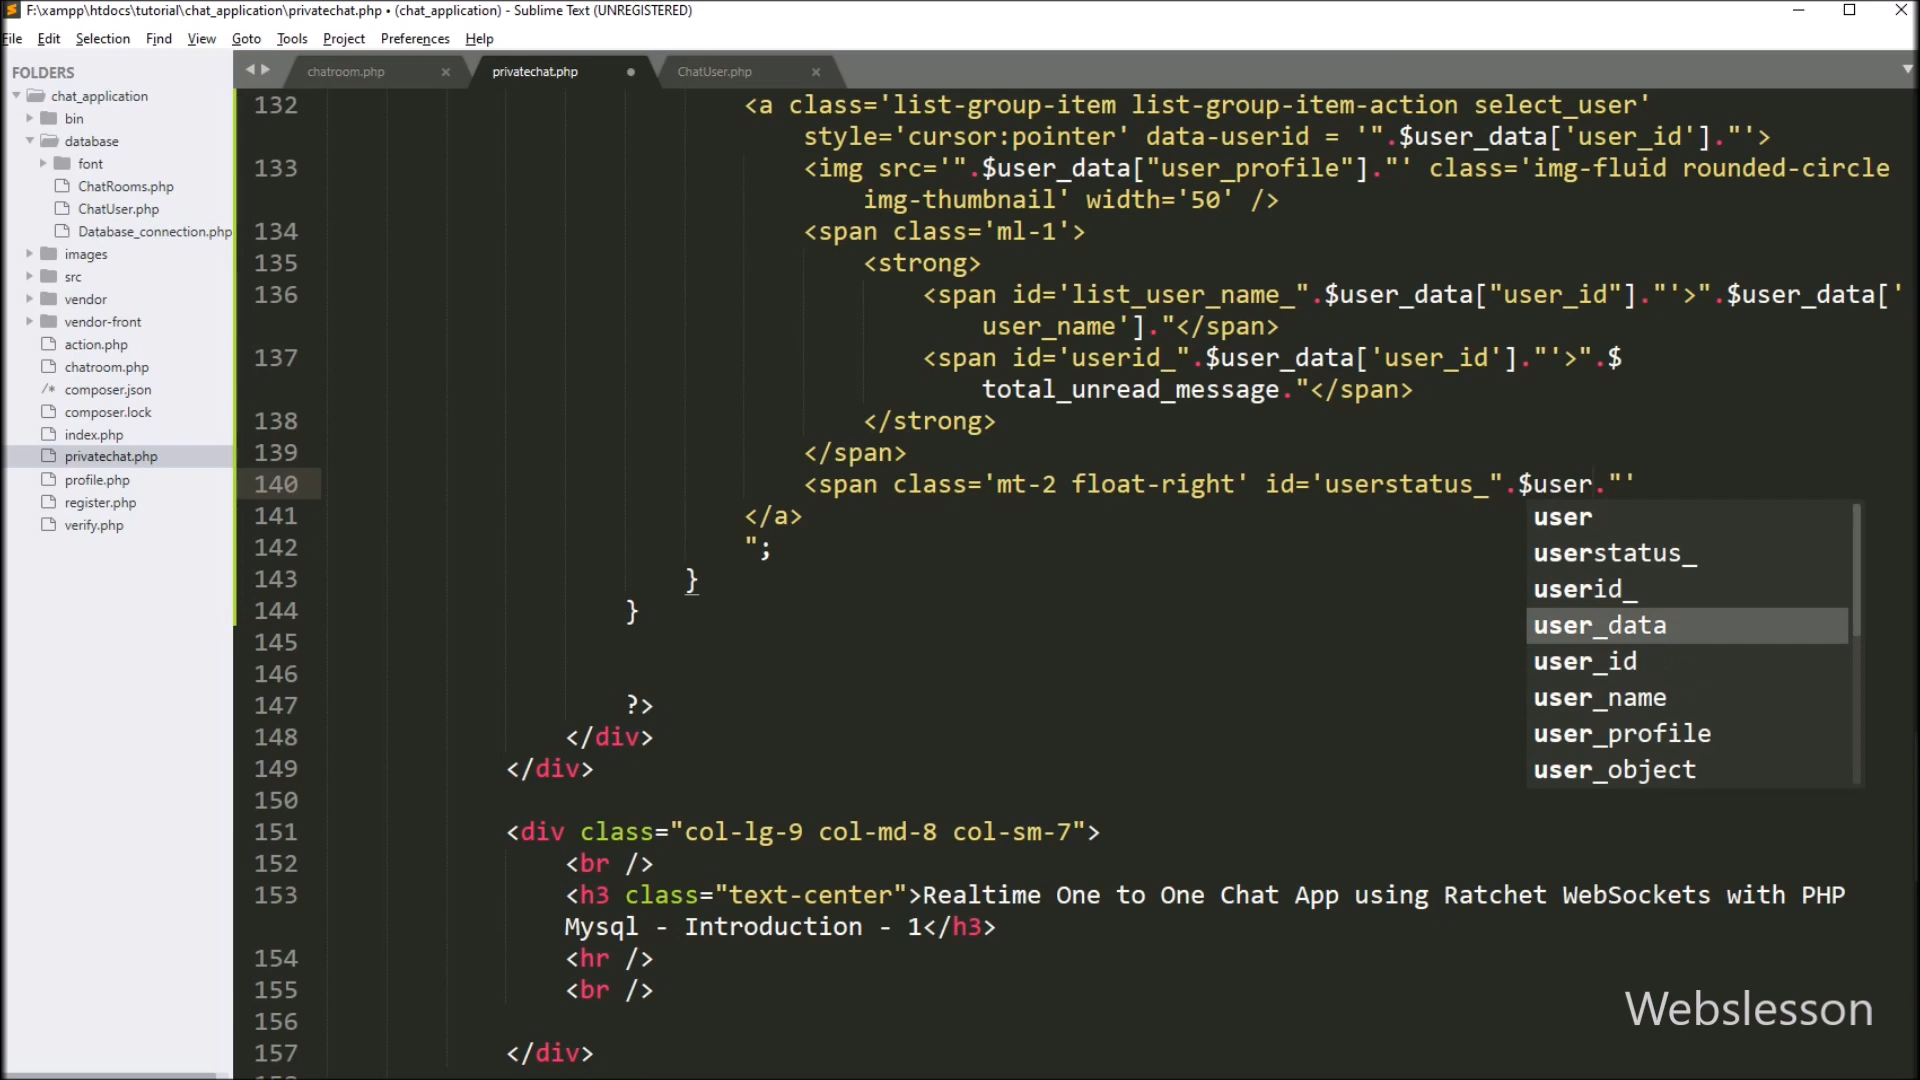 F:\xampp\htdocs\tutorial\chat_application\privatechat.php • (chat_application) - Sublime Text (UNREGISTERED)
File Edit Selection Find View Goto Tools Project Preferences Help
FOLDERS
chat_application
bin
database
font
ChatRooms.php
ChatUser.php
Database_connection.php
images
src
vendor
vendor-front
action.php
chatroom.php
/* composer.json
composer.lock
index.php
privatechat.php
profile.php
register.php
verify.php
chatroom.php × privatechat.php ChatUser.php ×
132 <a class='list-group-item list-group-item-action select_user'
style='cursor:pointer' data-userid = '".$user_data['user_id']."'>
133 <img src='".$user_data["user_profile"]."' class='img-fluid rounded-circle
img-thumbnail' width='50' />
134 <span class='ml-1'>
135 <strong>
136 <span id='list_user_name_".$user_data["user_id"]."'>".$user_data['
user_name']."</span>
137 <span id='userid_".$user_data['user_id']."'>".$
total_unread_message."</span>
138 </strong>
139 </span>
140 <span class='mt-2 float-right' id='userstatus_".$user."'
141 </a>
142 ";
143 }
144 }
145
146
147 ?>
148 </div>
149 </div>
150
151 <div class="col-lg-9 col-md-8 col-sm-7">
152 <br />
153 <h3 class="text-center">Realtime One to One Chat App using Ratchet WebSockets with PHP
Mysql - Introduction - 1</h3>
154 <hr />
155 <br />
156
157 </div>
user
userstatus_
userid_
user_data
user_id
user_name
user_profile
user_object
Webslesson